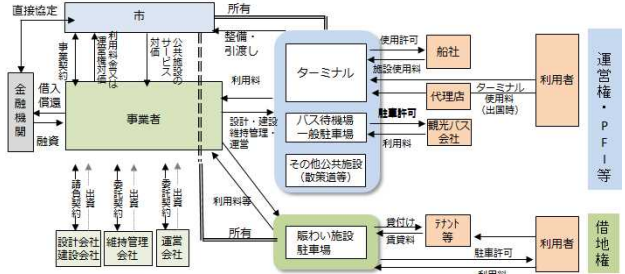 直接協定
市
所有
整備・
引渡し
事業契約
利用料金又は
運営権対価
公共施設の
サービス
対価
金融機関
借入
償還
融資
事業者
利用料
設計・建設
維持管理・
運営
ターミナル
バス待機場
一般駐車場
その他公共施設
(散策道等)
使用許可
船社
施設使用料
代理店
ターミナル
使用料
(出国時)
利用者
駐車許可
観光バス
会社
利用料
運営権・PFI等
請負契約
出資
委託契約
出資
委託契約
出資
設計会社
建設会社
維持管理
会社
運営
会社
利用料等
所有
賑わい施設
駐車場
貸付け
賃貸料
テナント
等
駐車許可
利用料
利用者
借地権